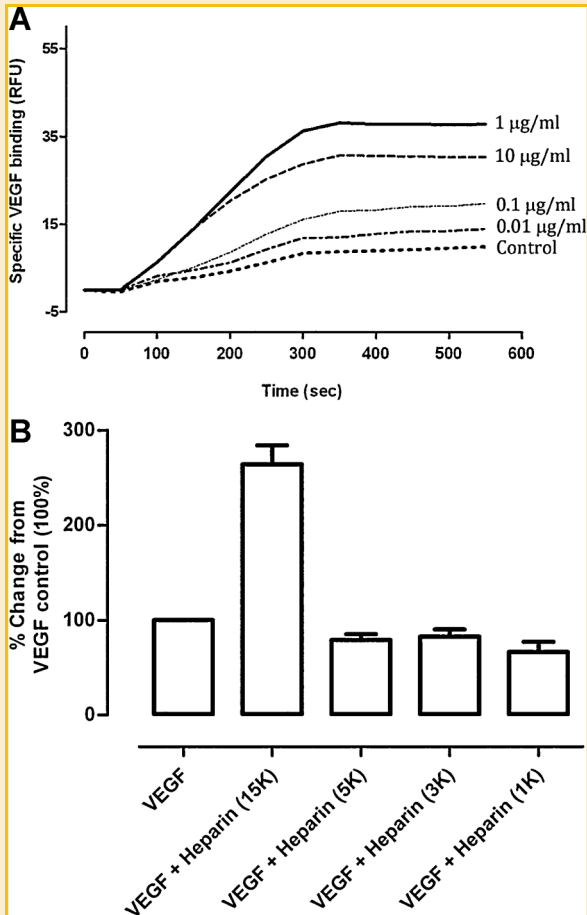 A
Specific VEGF binding (RFU)
55
35
15
-5
1 µg/ml
10 µg/ml
0.1 µg/ml
0.01 µg/ml
Control
0 100 200 300 400 500 600
Time (sec)
B
% Change from
VEGF control (100%)
300
200
100
0
VEGF
VEGF + Heparin (15K)
VEGF + Heparin (5K)
VEGF + Heparin (3K)
VEGF + Heparin (1K)